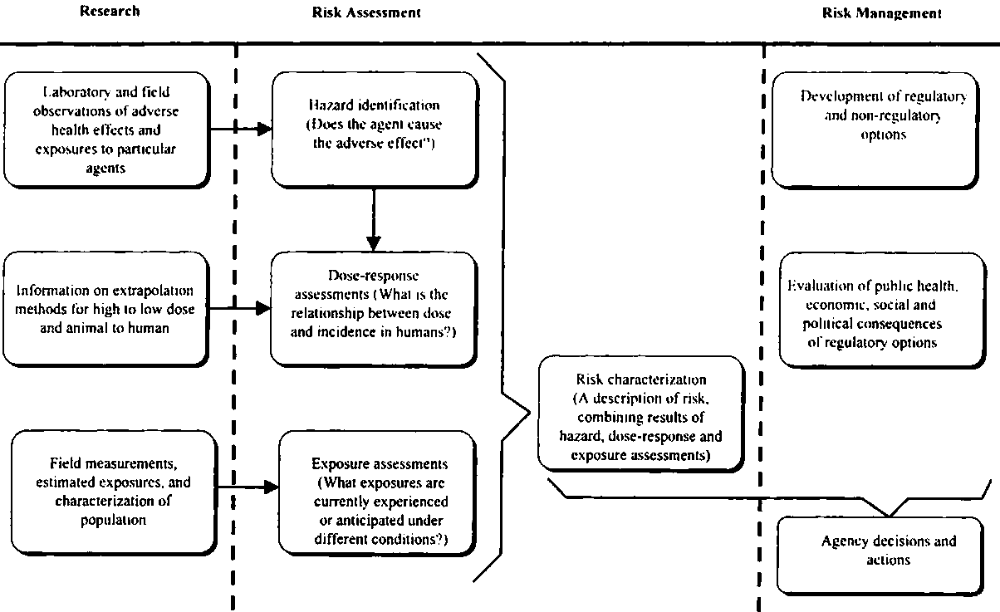 Research
Risk Assessment
Risk Management
Laboratory and field
observations of adverse
health effects and
exposures to particular
agents
Hazard identification
(Does the agent cause
the adverse effect?)
Development of regulatory
and non-regulatory
options
Information on extrapolation
methods for high to low dose
and animal to human
Dose-response
assessments (What is the
relationship between dose
and incidence in humans?)
Evaluation of public health,
economic, social and
political consequences
of regulatory options
Risk characterization
(A description of risk,
combining results of
hazard, dose-response and
exposure assessments)
Field measurements,
estimated exposures, and
characterization of
population
Exposure assessments
(What exposures are
currently experienced
or anticipated under
different conditions?)
Agency decisions and
actions